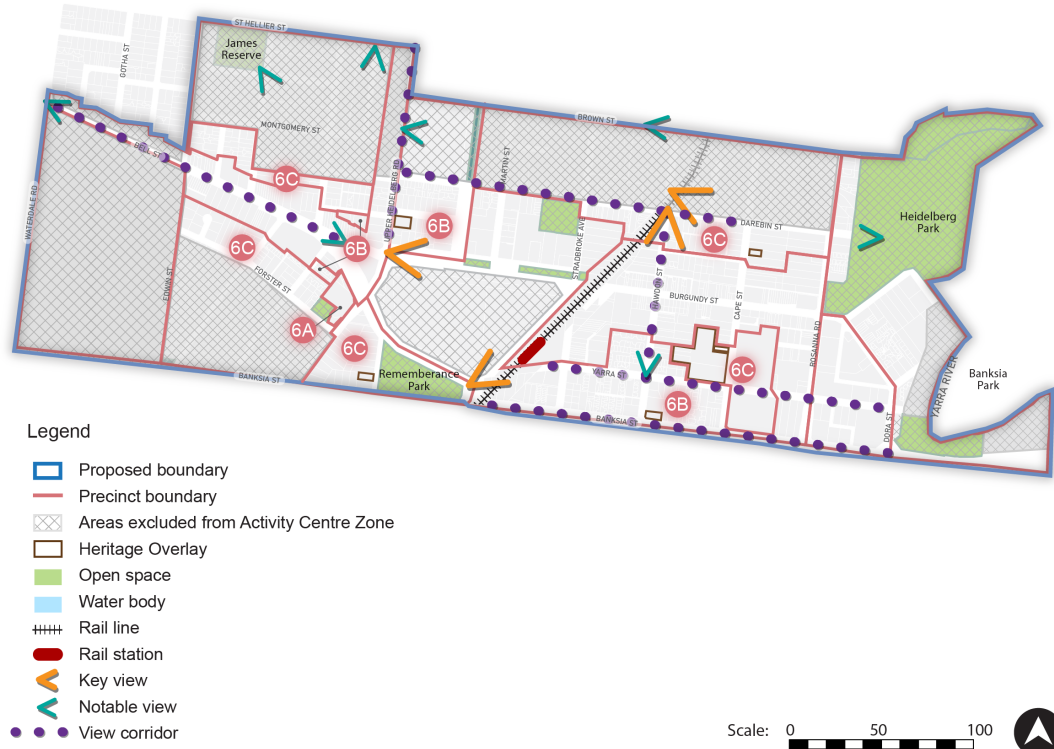 ST HELLIER ST
James
Reserve
GOTHA ST
MONTGOMERY ST
BROWN ST
BELL ST
MARTIN ST
UPPER HEIDELBERG RD
WATERDALE RD
6C
6B
6C
6B
6C
DAREBIN ST
Heidelberg
Park
STRADBROKE AVE
EDWIN ST
FORSTER ST
HAWDON ST
BURGUNDY ST
CAPE ST
ROSANNA RD
6A
6C
Rememberance
Park
BANKSIA ST
YARRA ST
6C
6B
BANKSIA ST
DORA ST
YARRA RIVER
Banksia
Park
Legend
Proposed boundary
Precinct boundary
Areas excluded from Activity Centre Zone
Heritage Overlay
Open space
Water body
Rail line
Rail station
Key view
Notable view
View corridor
Scale: 0 50 100